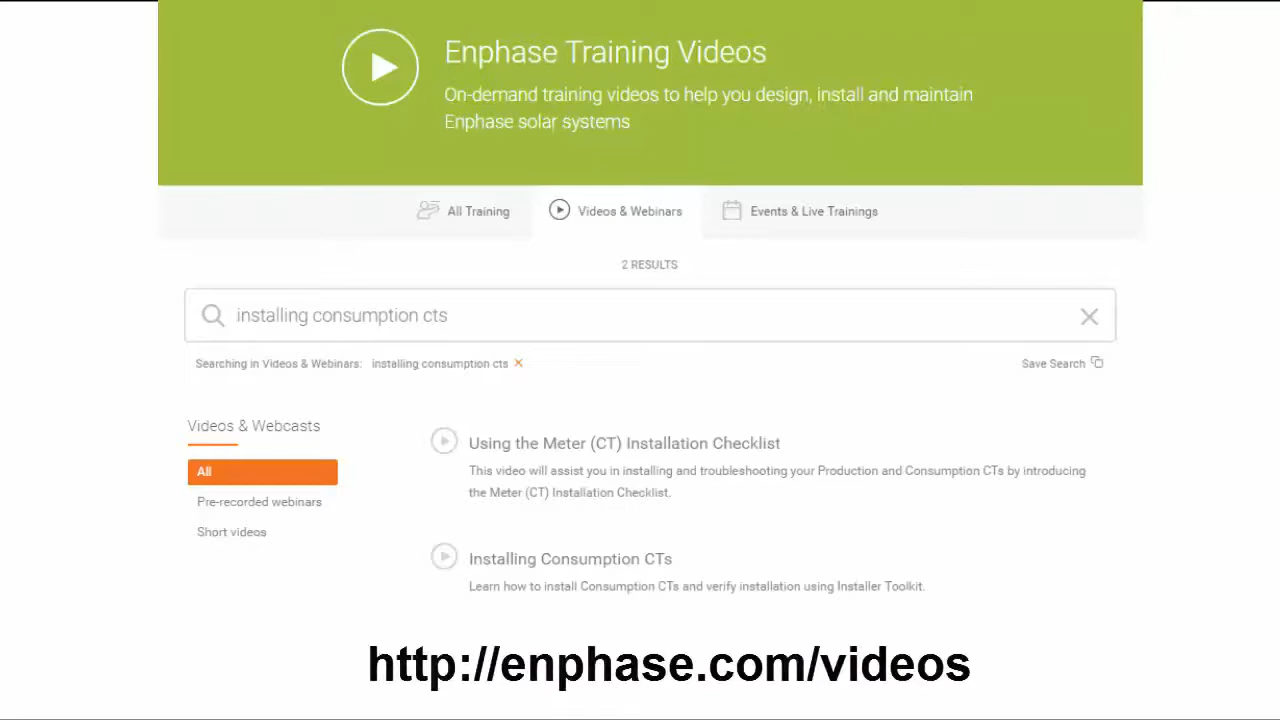 Enphase Training Videos
On-demand training videos to help you design, install and maintain
Enphase solar systems
All Training
Videos & Webinars
Events & Live Trainings
2 RESULTS
installing consumption cts
Searching in Videos & Webinars: installing consumption cts
Save Search
Videos & Webcasts
All
Pre-recorded webinars
Short videos
Using the Meter (CT) Installation Checklist
This video will assist you in installing and troubleshooting your Production and Consumption CTs by introducing
the Meter (CT) Installation Checklist.
Installing Consumption CTs
Learn how to install Consumption CTs and verify installation using Installer Toolkit.
http://enphase.com/videos